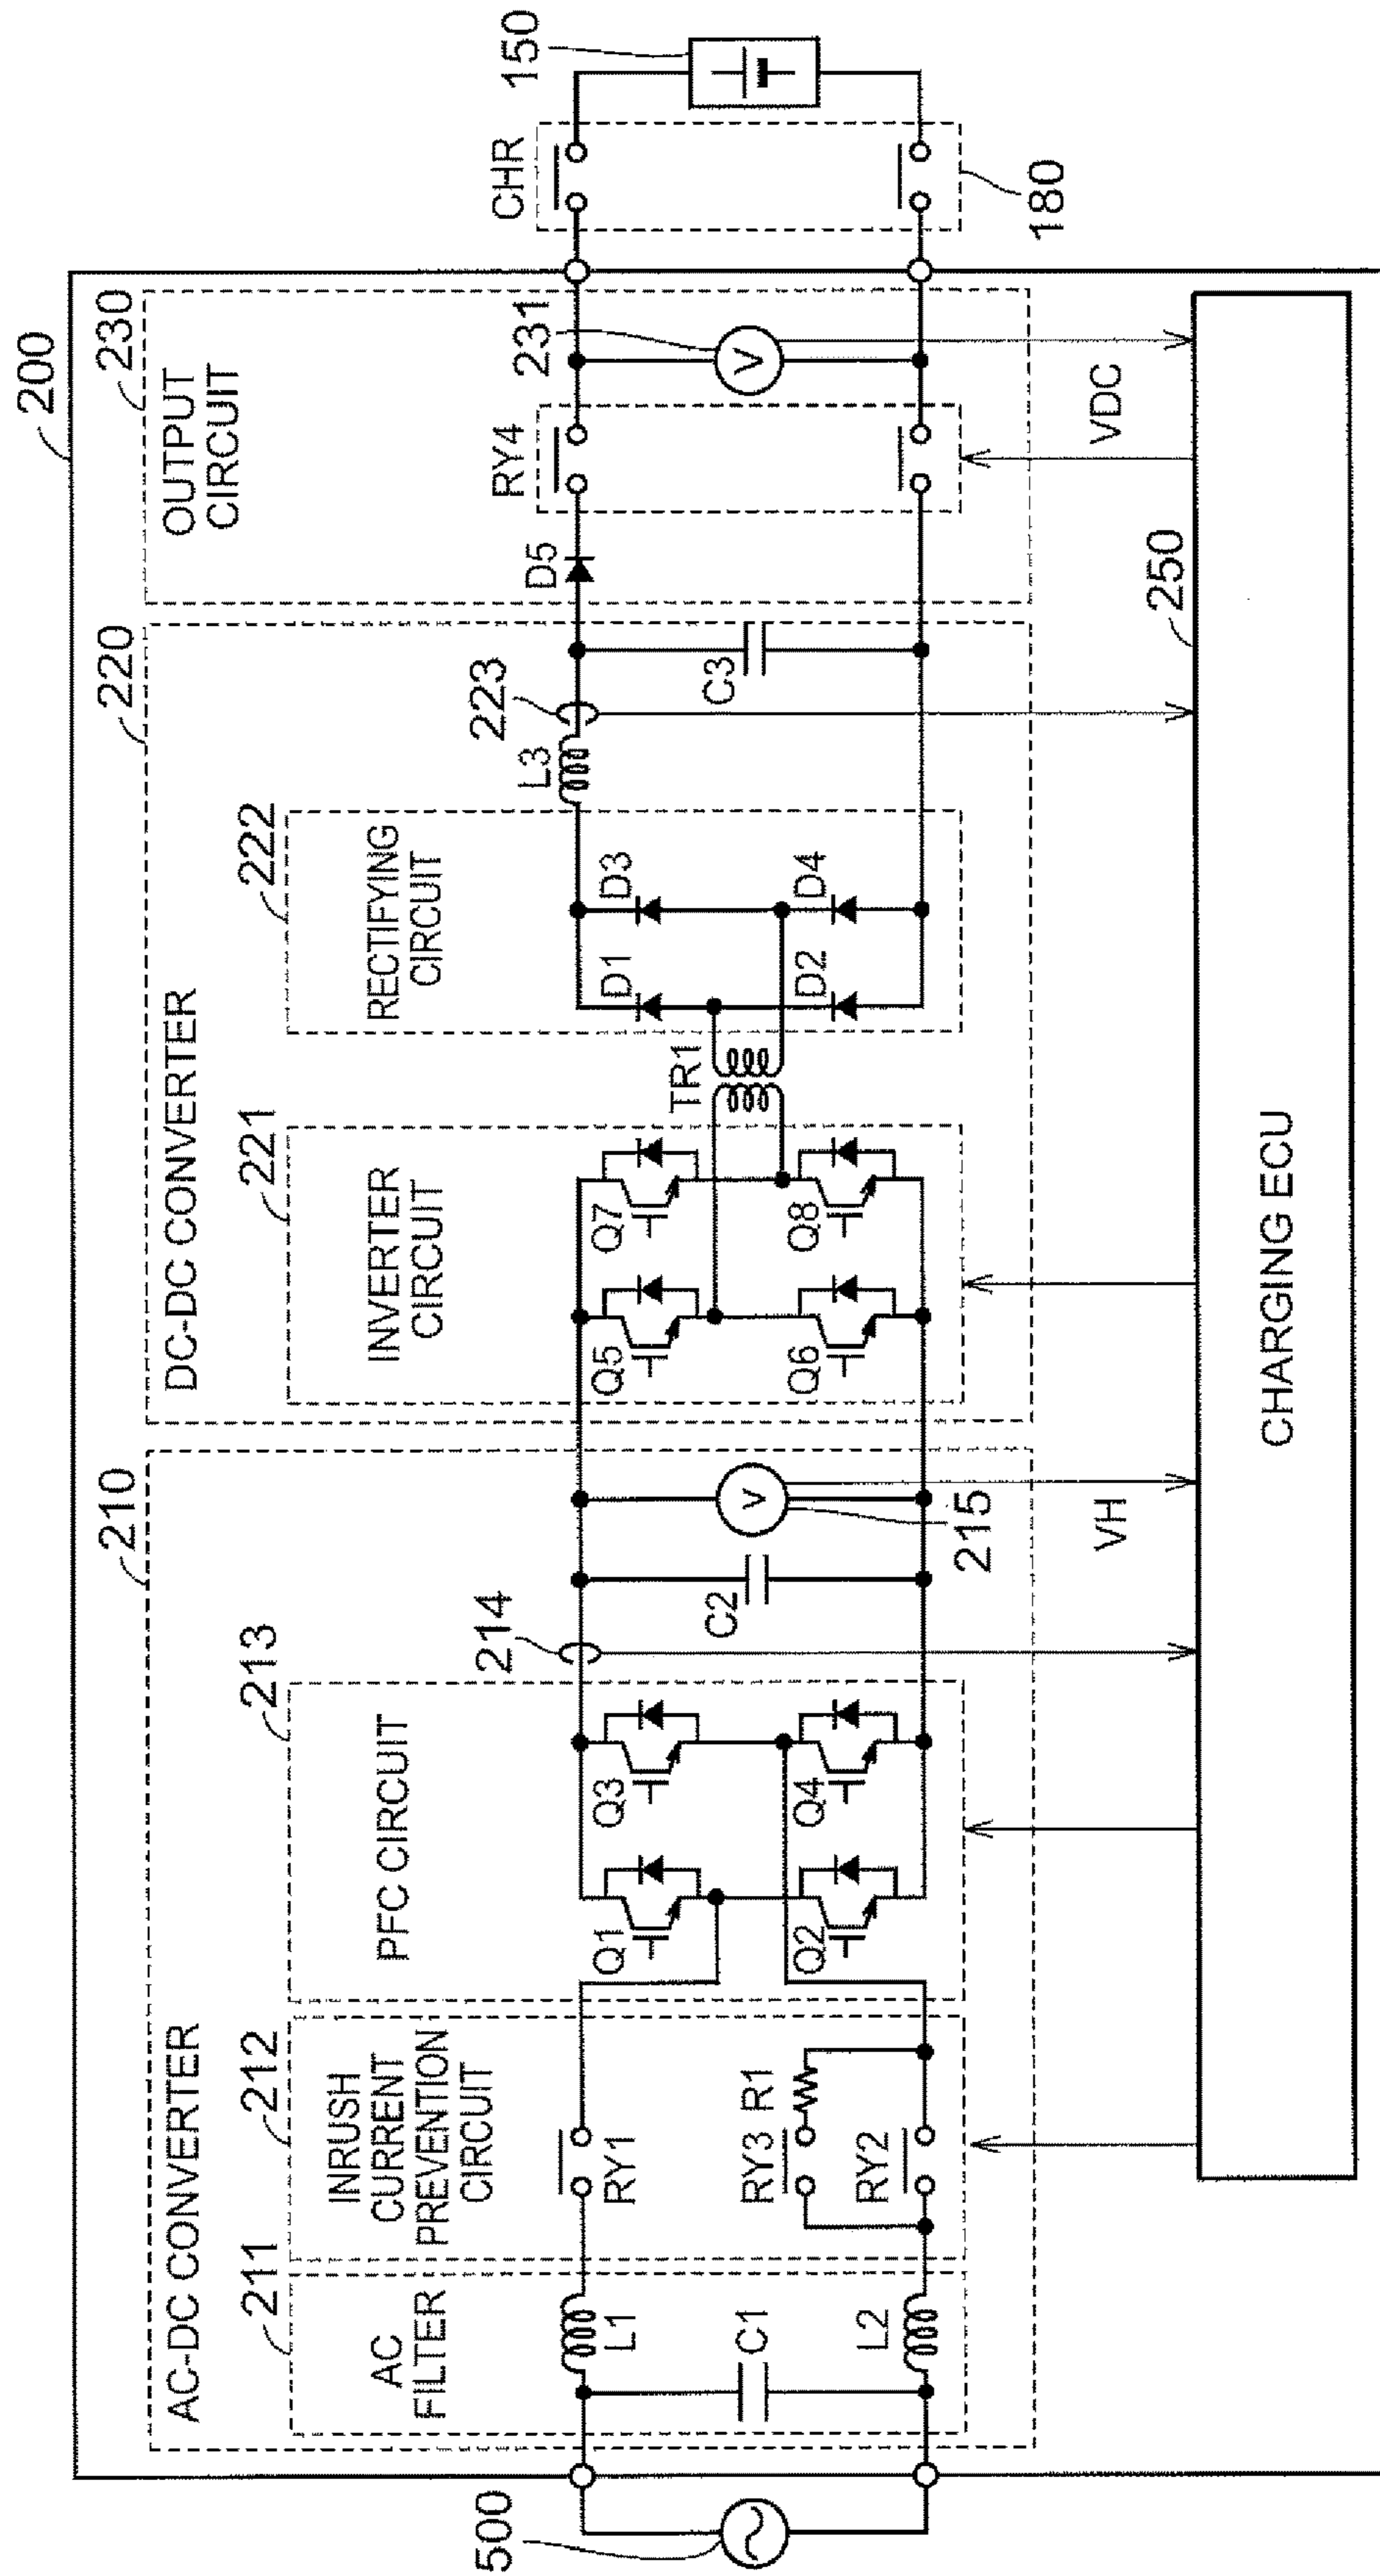 200
210
220
230
AC-DC CONVERTER
DC-DC CONVERTER
OUTPUT
CIRCUIT
211
212
213
221
222
AC
FILTER
INRUSH
CURRENT
PREVENTION
CIRCUIT
PFC CIRCUIT
INVERTER
CIRCUIT
RECTIFYING
CIRCUIT
500
214
223
231
150
L1
RY1
Q1
Q3
Q5
Q7
D1
D3
L3
D5
RY4
CHR
C1
RY3
R1
C2
V
TR1
C3
V
L2
RY2
Q2
Q4
215
Q6
Q8
D2
D4
180
VH
VDC
250
CHARGING ECU